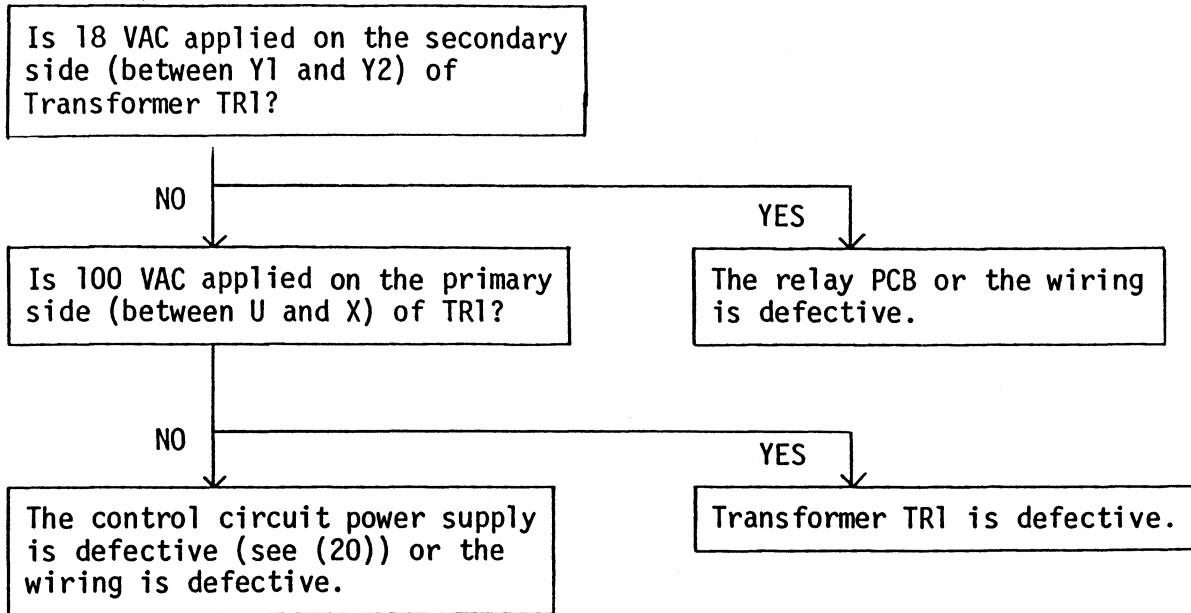 Is 18 VAC applied on the secondary
side (between Y1 and Y2) of
Transformer TR1?
NO
YES
Is 100 VAC applied on the primary
side (between U and X) of TR1?
The relay PCB or the wiring
is defective.
NO
YES
The control circuit power supply
is defective (see (20)) or the
wiring is defective.
Transformer TR1 is defective.